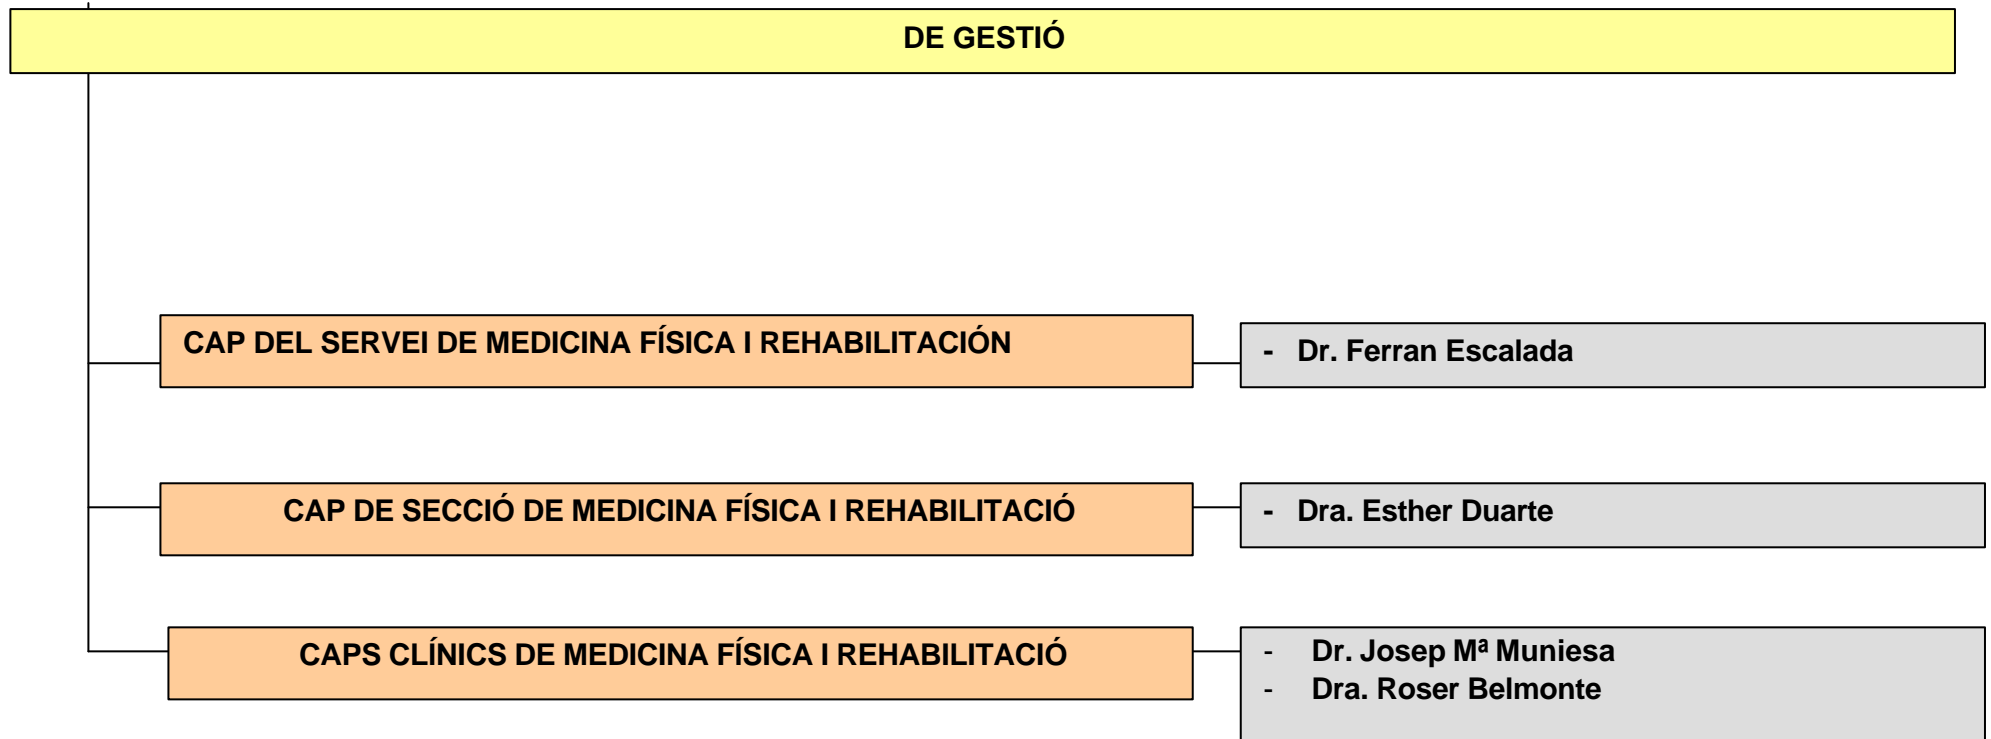 DE GESTIÓ
CAP DEL SERVEI DE MEDICINA FÍSICA I REHABILITACIÓN
- Dr. Ferran Escalada
CAP DE SECCIÓ DE MEDICINA FÍSICA I REHABILITACIÓ
- Dra. Esther Duarte
CAPS CLÍNICS DE MEDICINA FÍSICA I REHABILITACIÓ
- Dr. Josep Mª Muniesa
- Dra. Roser Belmonte